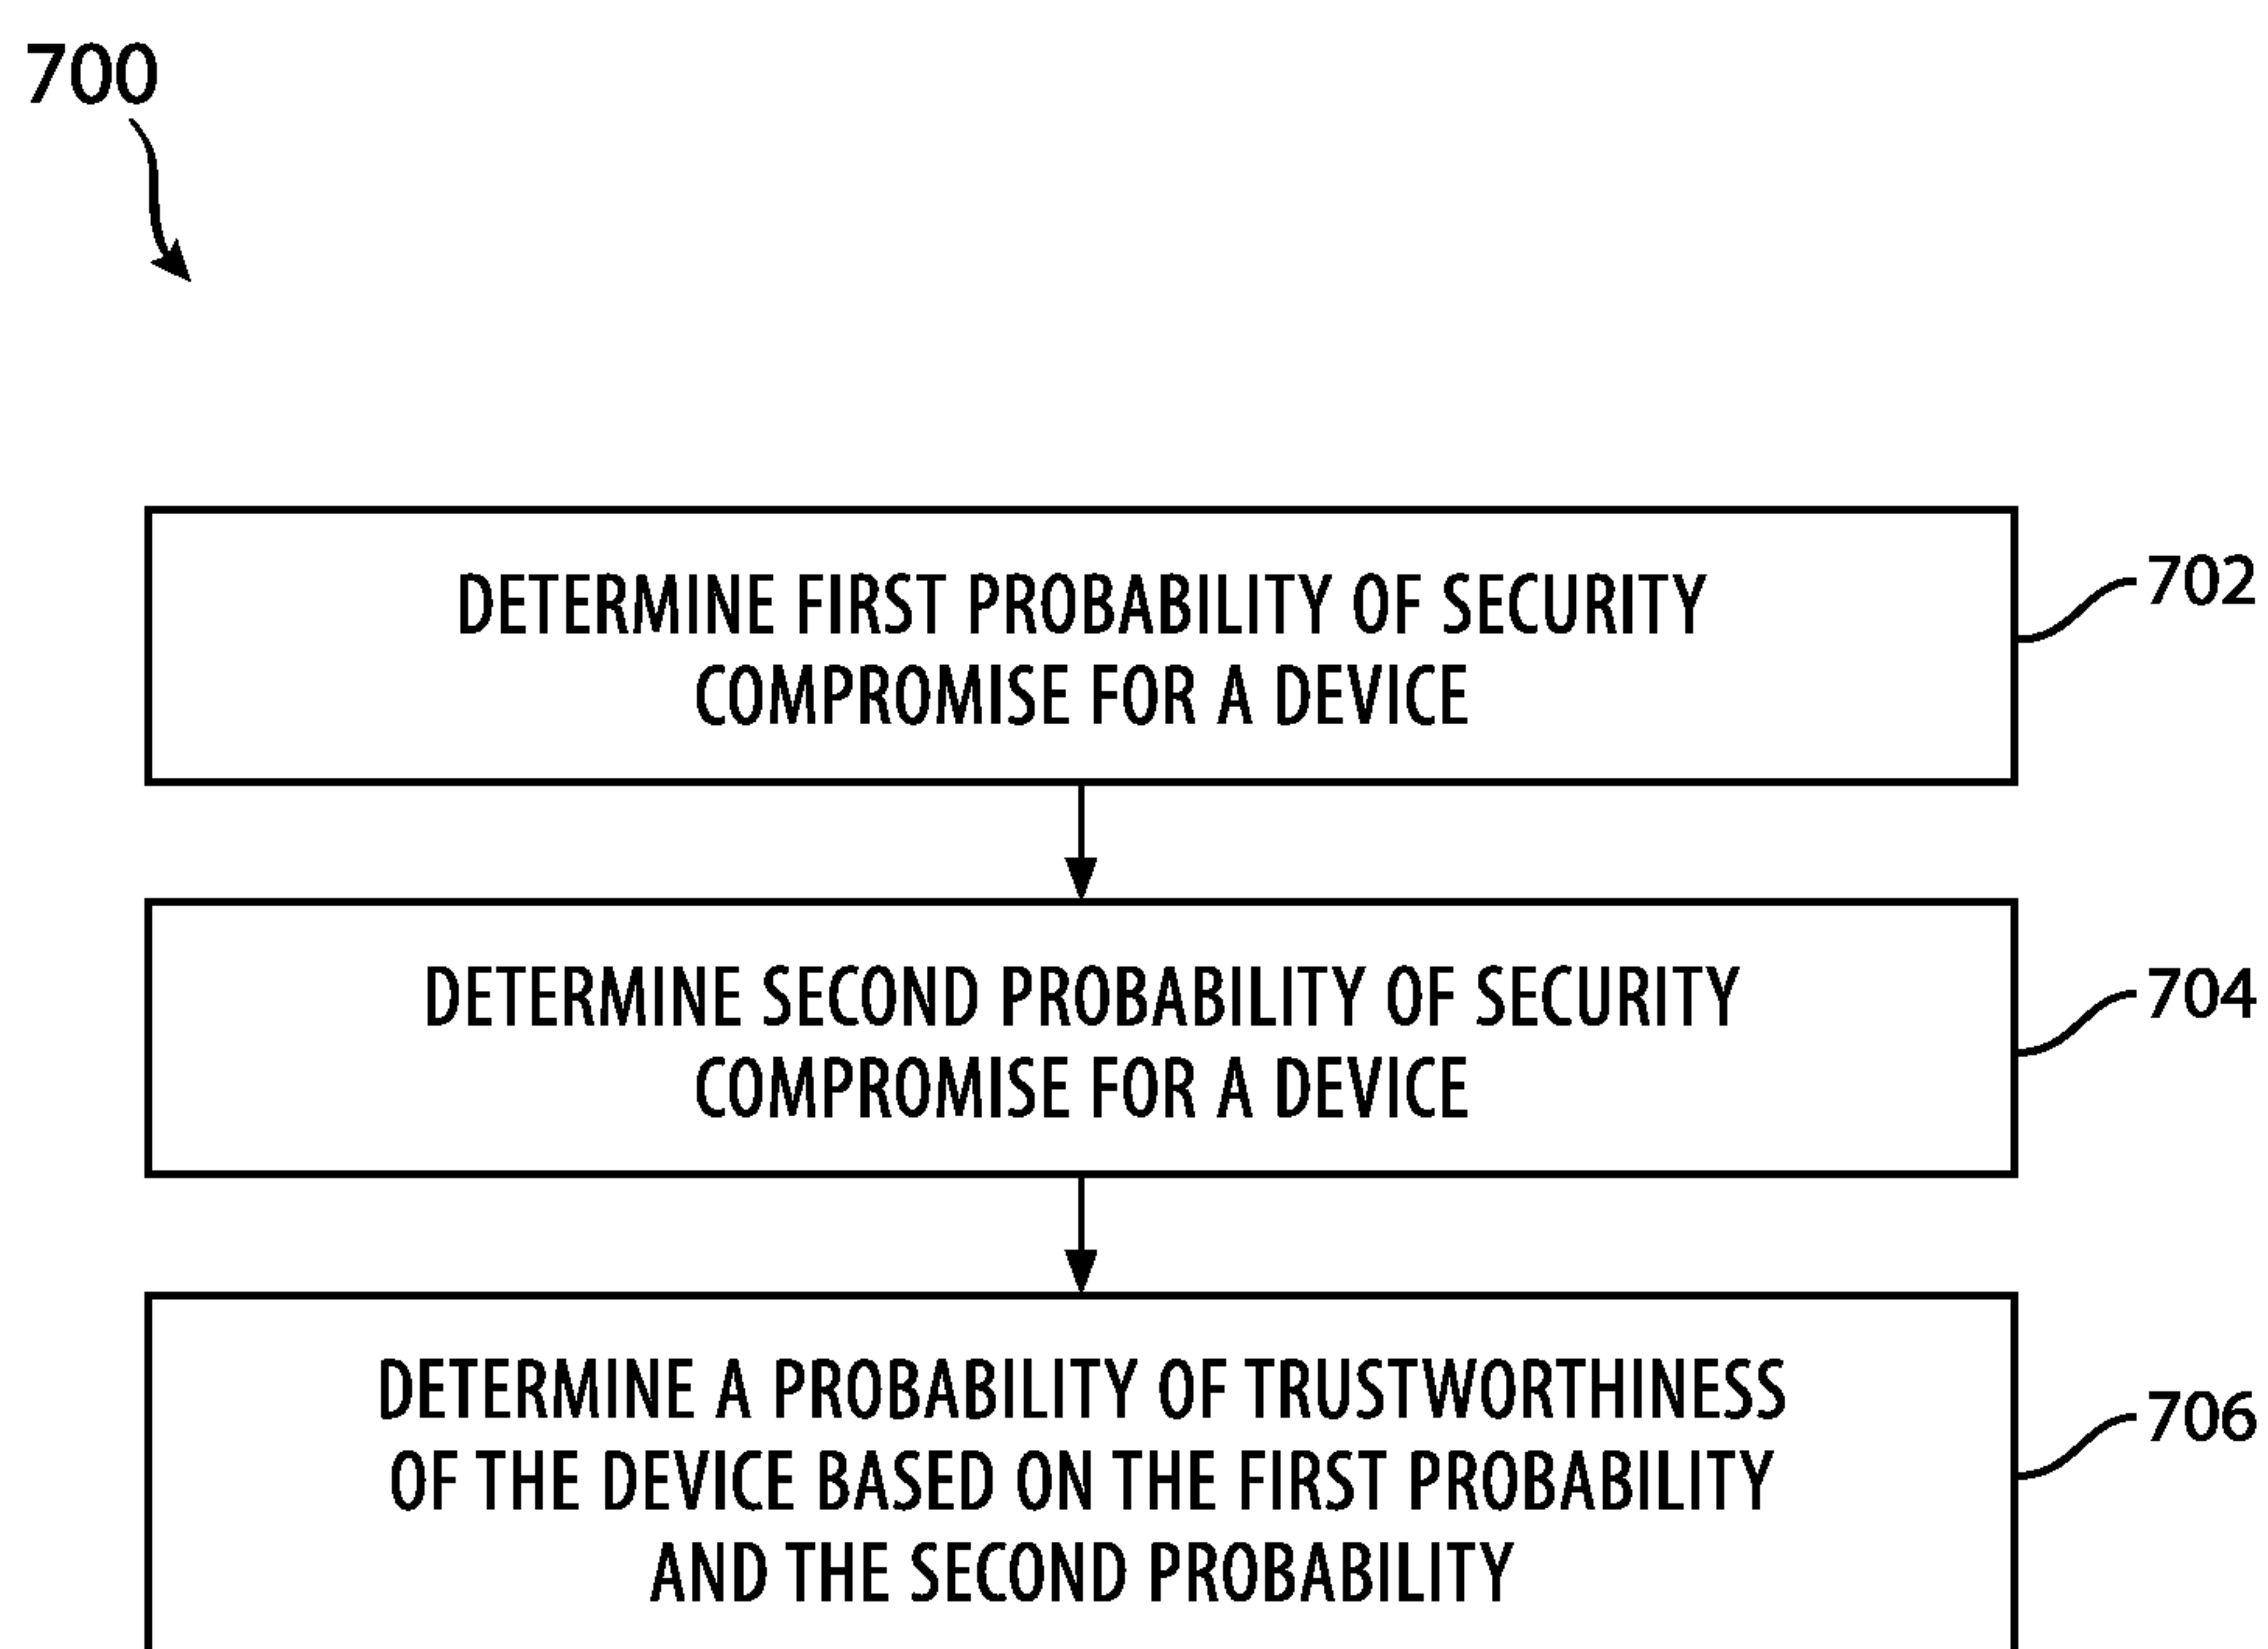 700
DETERMINE FIRST PROBABILITY OF SECURITY
COMPROMISE FOR A DEVICE
702
DETERMINE SECOND PROBABILITY OF SECURITY
COMPROMISE FOR A DEVICE
704
DETERMINE A PROBABILITY OF TRUSTWORTHINESS
OF THE DEVICE BASED ON THE FIRST PROBABILITY
AND THE SECOND PROBABILITY
706